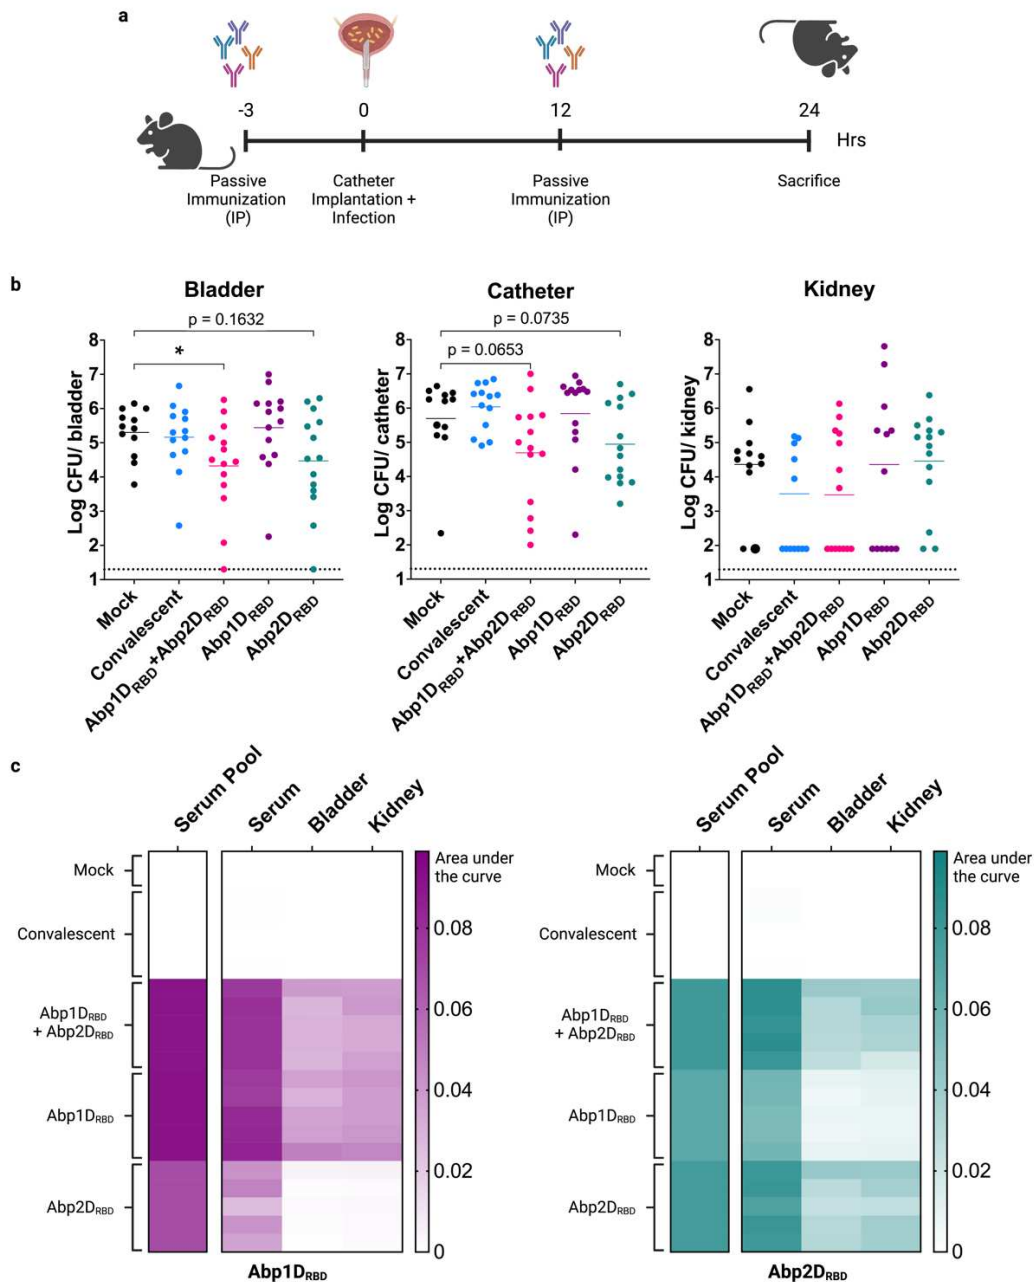 a
-3
0
12
24
Hrs
Passive
Immunization
(IP)
Catheter
Implantation +
Infection
Passive
Immunization
(IP)
Sacrifice
b
Bladder
p = 0.1632
*
Log CFU/ bladder
8
7
6
5
4
3
2
1
Mock
Convalescent
Abp1DRBD+Abp2DRBD
Abp1DRBD
Abp2DRBD
Catheter
p = 0.0735
p = 0.0653
Log CFU/ catheter
8
7
6
5
4
3
2
1
Mock
Convalescent
Abp1DRBD+Abp2DRBD
Abp1DRBD
Abp2DRBD
Kidney
Log CFU/ kidney
8
7
6
5
4
3
2
1
Mock
Convalescent
Abp1DRBD+Abp2DRBD
Abp1DRBD
Abp2DRBD
c
Serum Pool
Serum
Bladder
Kidney
Mock
Convalescent
Abp1DRBD
+ Abp2DRBD
Abp1DRBD
Abp2DRBD
Area under
the curve
0.08
0.06
0.04
0.02
0
Abp1DRBD
Serum Pool
Serum
Bladder
Kidney
Mock
Convalescent
Abp1DRBD
+ Abp2DRBD
Abp1DRBD
Abp2DRBD
Area under
the curve
0.08
0.06
0.04
0.02
0
Abp2DRBD